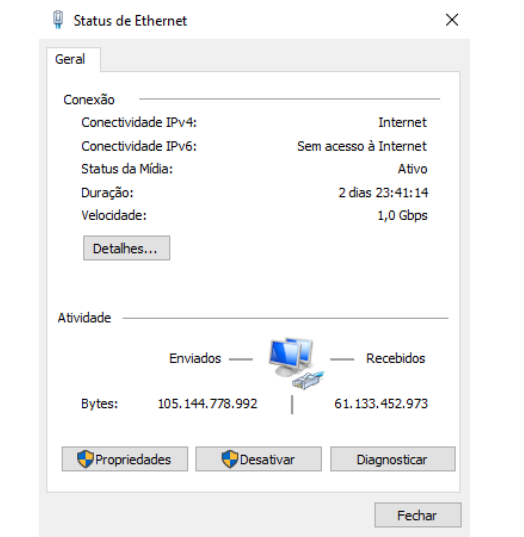 Status de Ethernet
Geral
Conexão
Conectividade IPv4: Internet
Conectividade IPv6: Sem acesso à Internet
Status da Mídia: Ativo
Duração: 2 dias 23:41:14
Velocidade: 1,0 Gbps
Detalhes...
Atividade
Enviados Recebidos
Bytes: 105.144.778.992 61.133.452.973
Propriedades Desativar Diagnosticar
Fechar